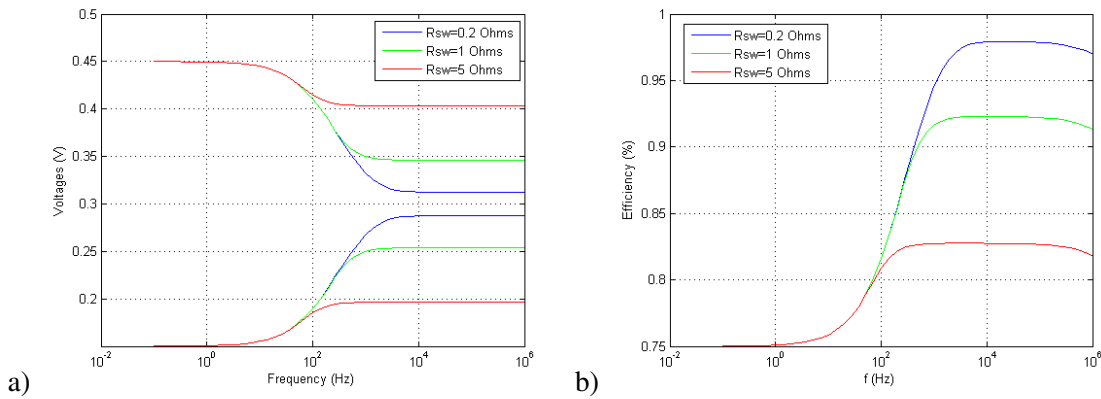 a)
0.5
0.45
0.4
0.35
0.3
0.25
0.2
Voltages (V)
10^-2
10^0
10^2
10^4
10^6
Frequency (Hz)
Rsw=0.2 Ohms
Rsw=1 Ohms
Rsw=5 Ohms
b)
1
0.95
0.9
0.85
0.8
0.75
Efficiency (%)
10^-2
10^0
10^2
10^4
10^6
f (Hz)
Rsw=0.2 Ohms
Rsw=1 Ohms
Rsw=5 Ohms